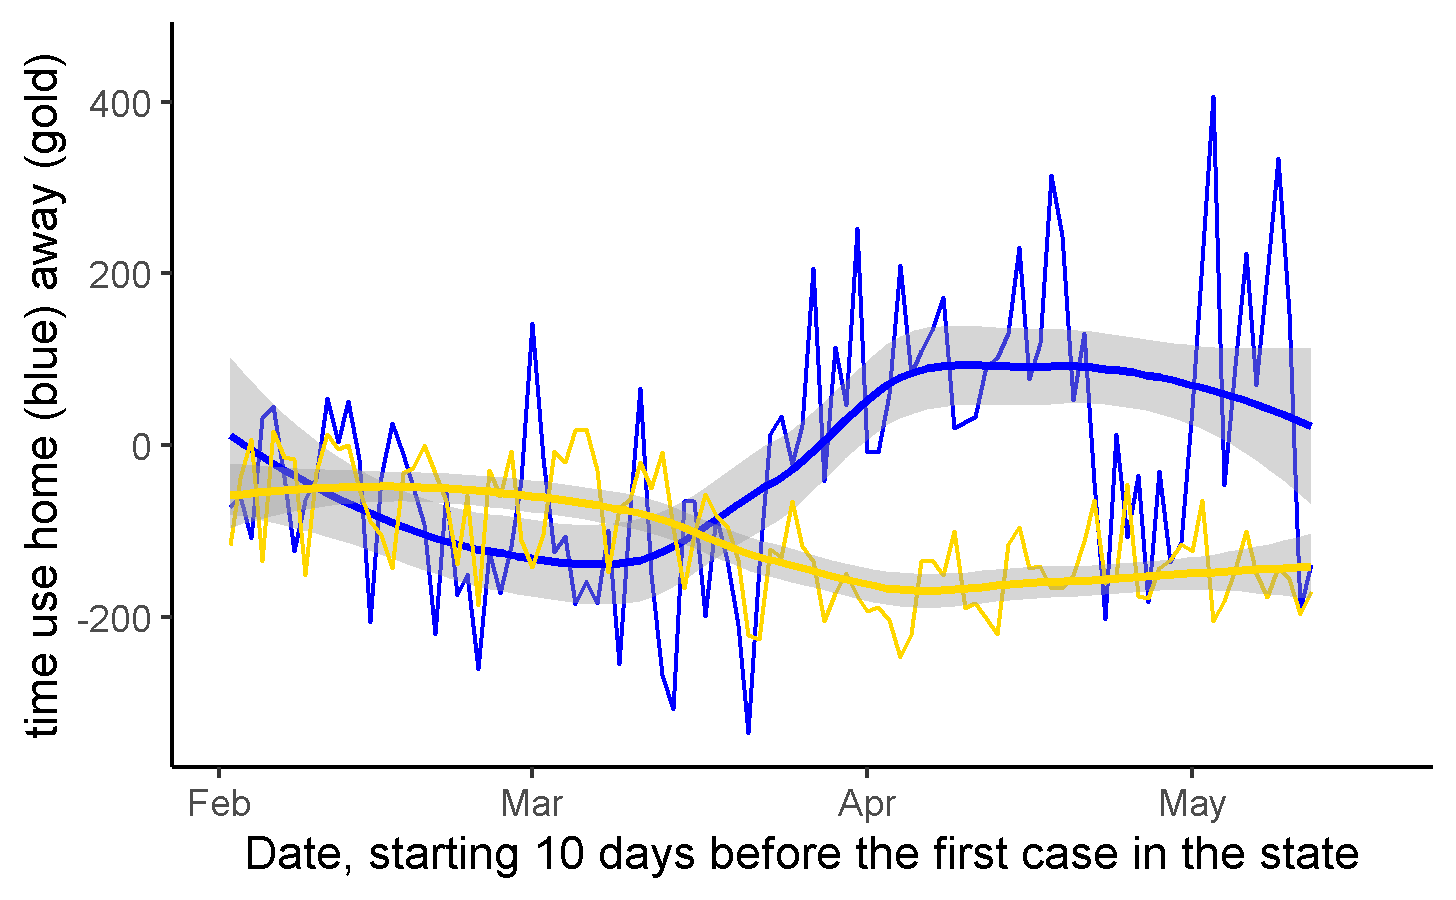 time use home (blue) away (gold)
400
200
0
-200
Feb Mar Apr May
Date, starting 10 days before the first case in the state